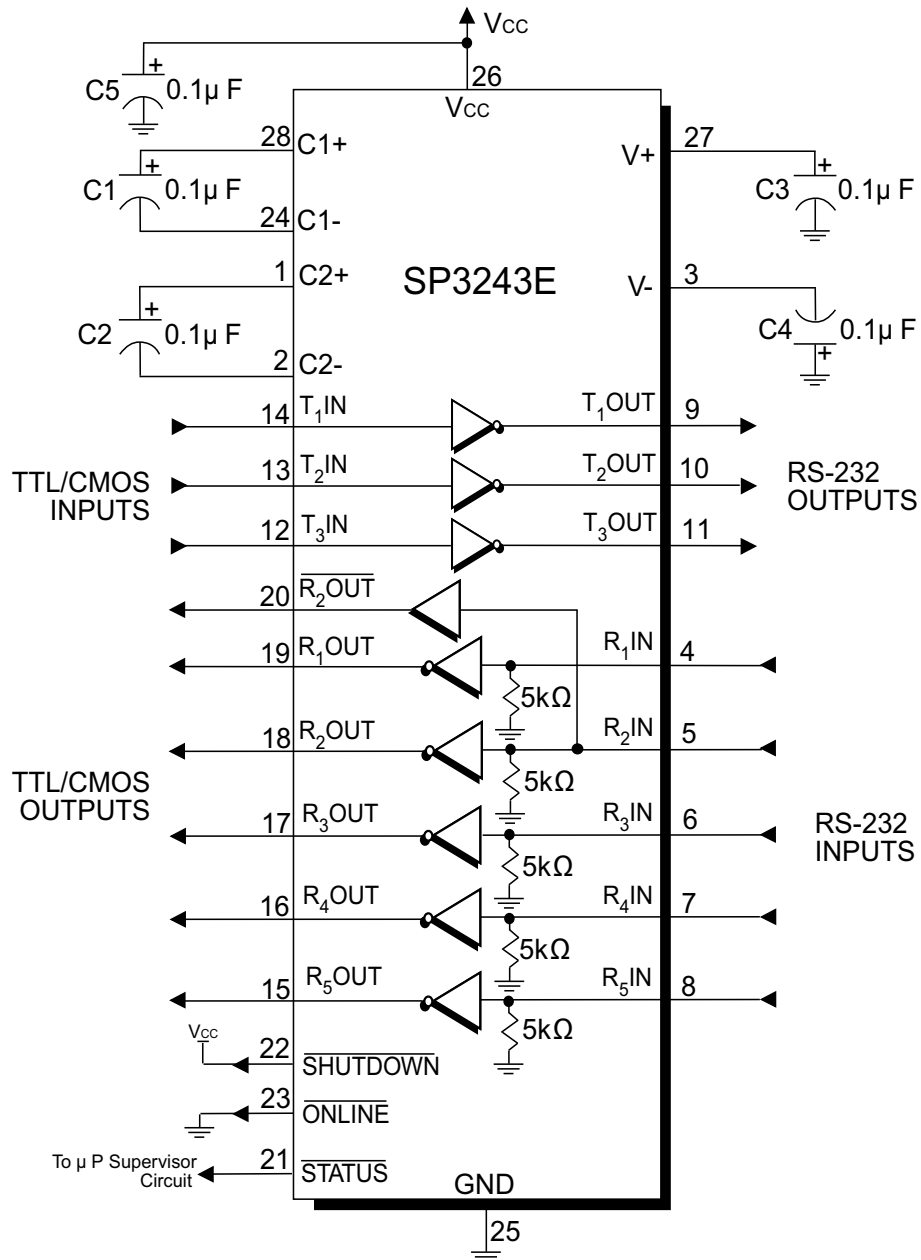 VCC
26
VCC
C5
+
0.1µ F
28
C1+
C1
+
0.1µ F
24
C1-
1
C2+
C2
+
0.1µ F
2
C2-
SP3243E
V+
27
C3
+
0.1µ F
V-
3
C4
+
0.1µ F
14
T1IN
T1OUT
9
13
T2IN
T2OUT
10
12
T3IN
T3OUT
11
TTL/CMOS
INPUTS
RS-232
OUTPUTS
20
R2OUT
19
R1OUT
R1IN
4
5kΩ
18
R2OUT
R2IN
5
5kΩ
TTL/CMOS
OUTPUTS
17
R3OUT
R3IN
6
5kΩ
RS-232
INPUTS
16
R4OUT
R4IN
7
5kΩ
15
R5OUT
R5IN
8
5kΩ
VCC
22
SHUTDOWN
23
ONLINE
To µ P Supervisor
Circuit
21
STATUS
GND
25